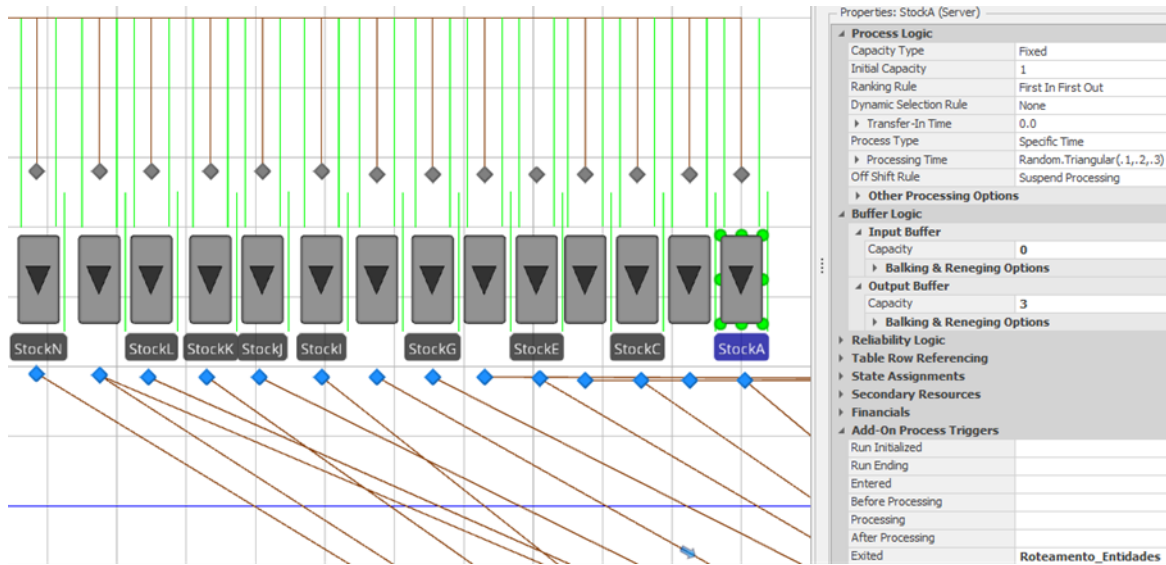 StockN
StockL
StockK
StockJ
StockI
StockG
StockE
StockC
StockA
Properties: StockA (Server)
Process Logic
Capacity Type Fixed
Initial Capacity 1
Ranking Rule First In First Out
Dynamic Selection Rule None
Transfer-In Time 0.0
Process Type Specific Time
Processing Time Random.Triangular(.1,.2,.3)
Off Shift Rule Suspend Processing
Other Processing Options
Buffer Logic
Input Buffer
Capacity 0
Balking & Reneging Options
Output Buffer
Capacity 3
Balking & Reneging Options
Reliability Logic
Table Row Referencing
State Assignments
Secondary Resources
Financials
Add-On Process Triggers
Run Initialized
Run Ending
Entered
Before Processing
Processing
After Processing
Exited Roteamento_Entidades